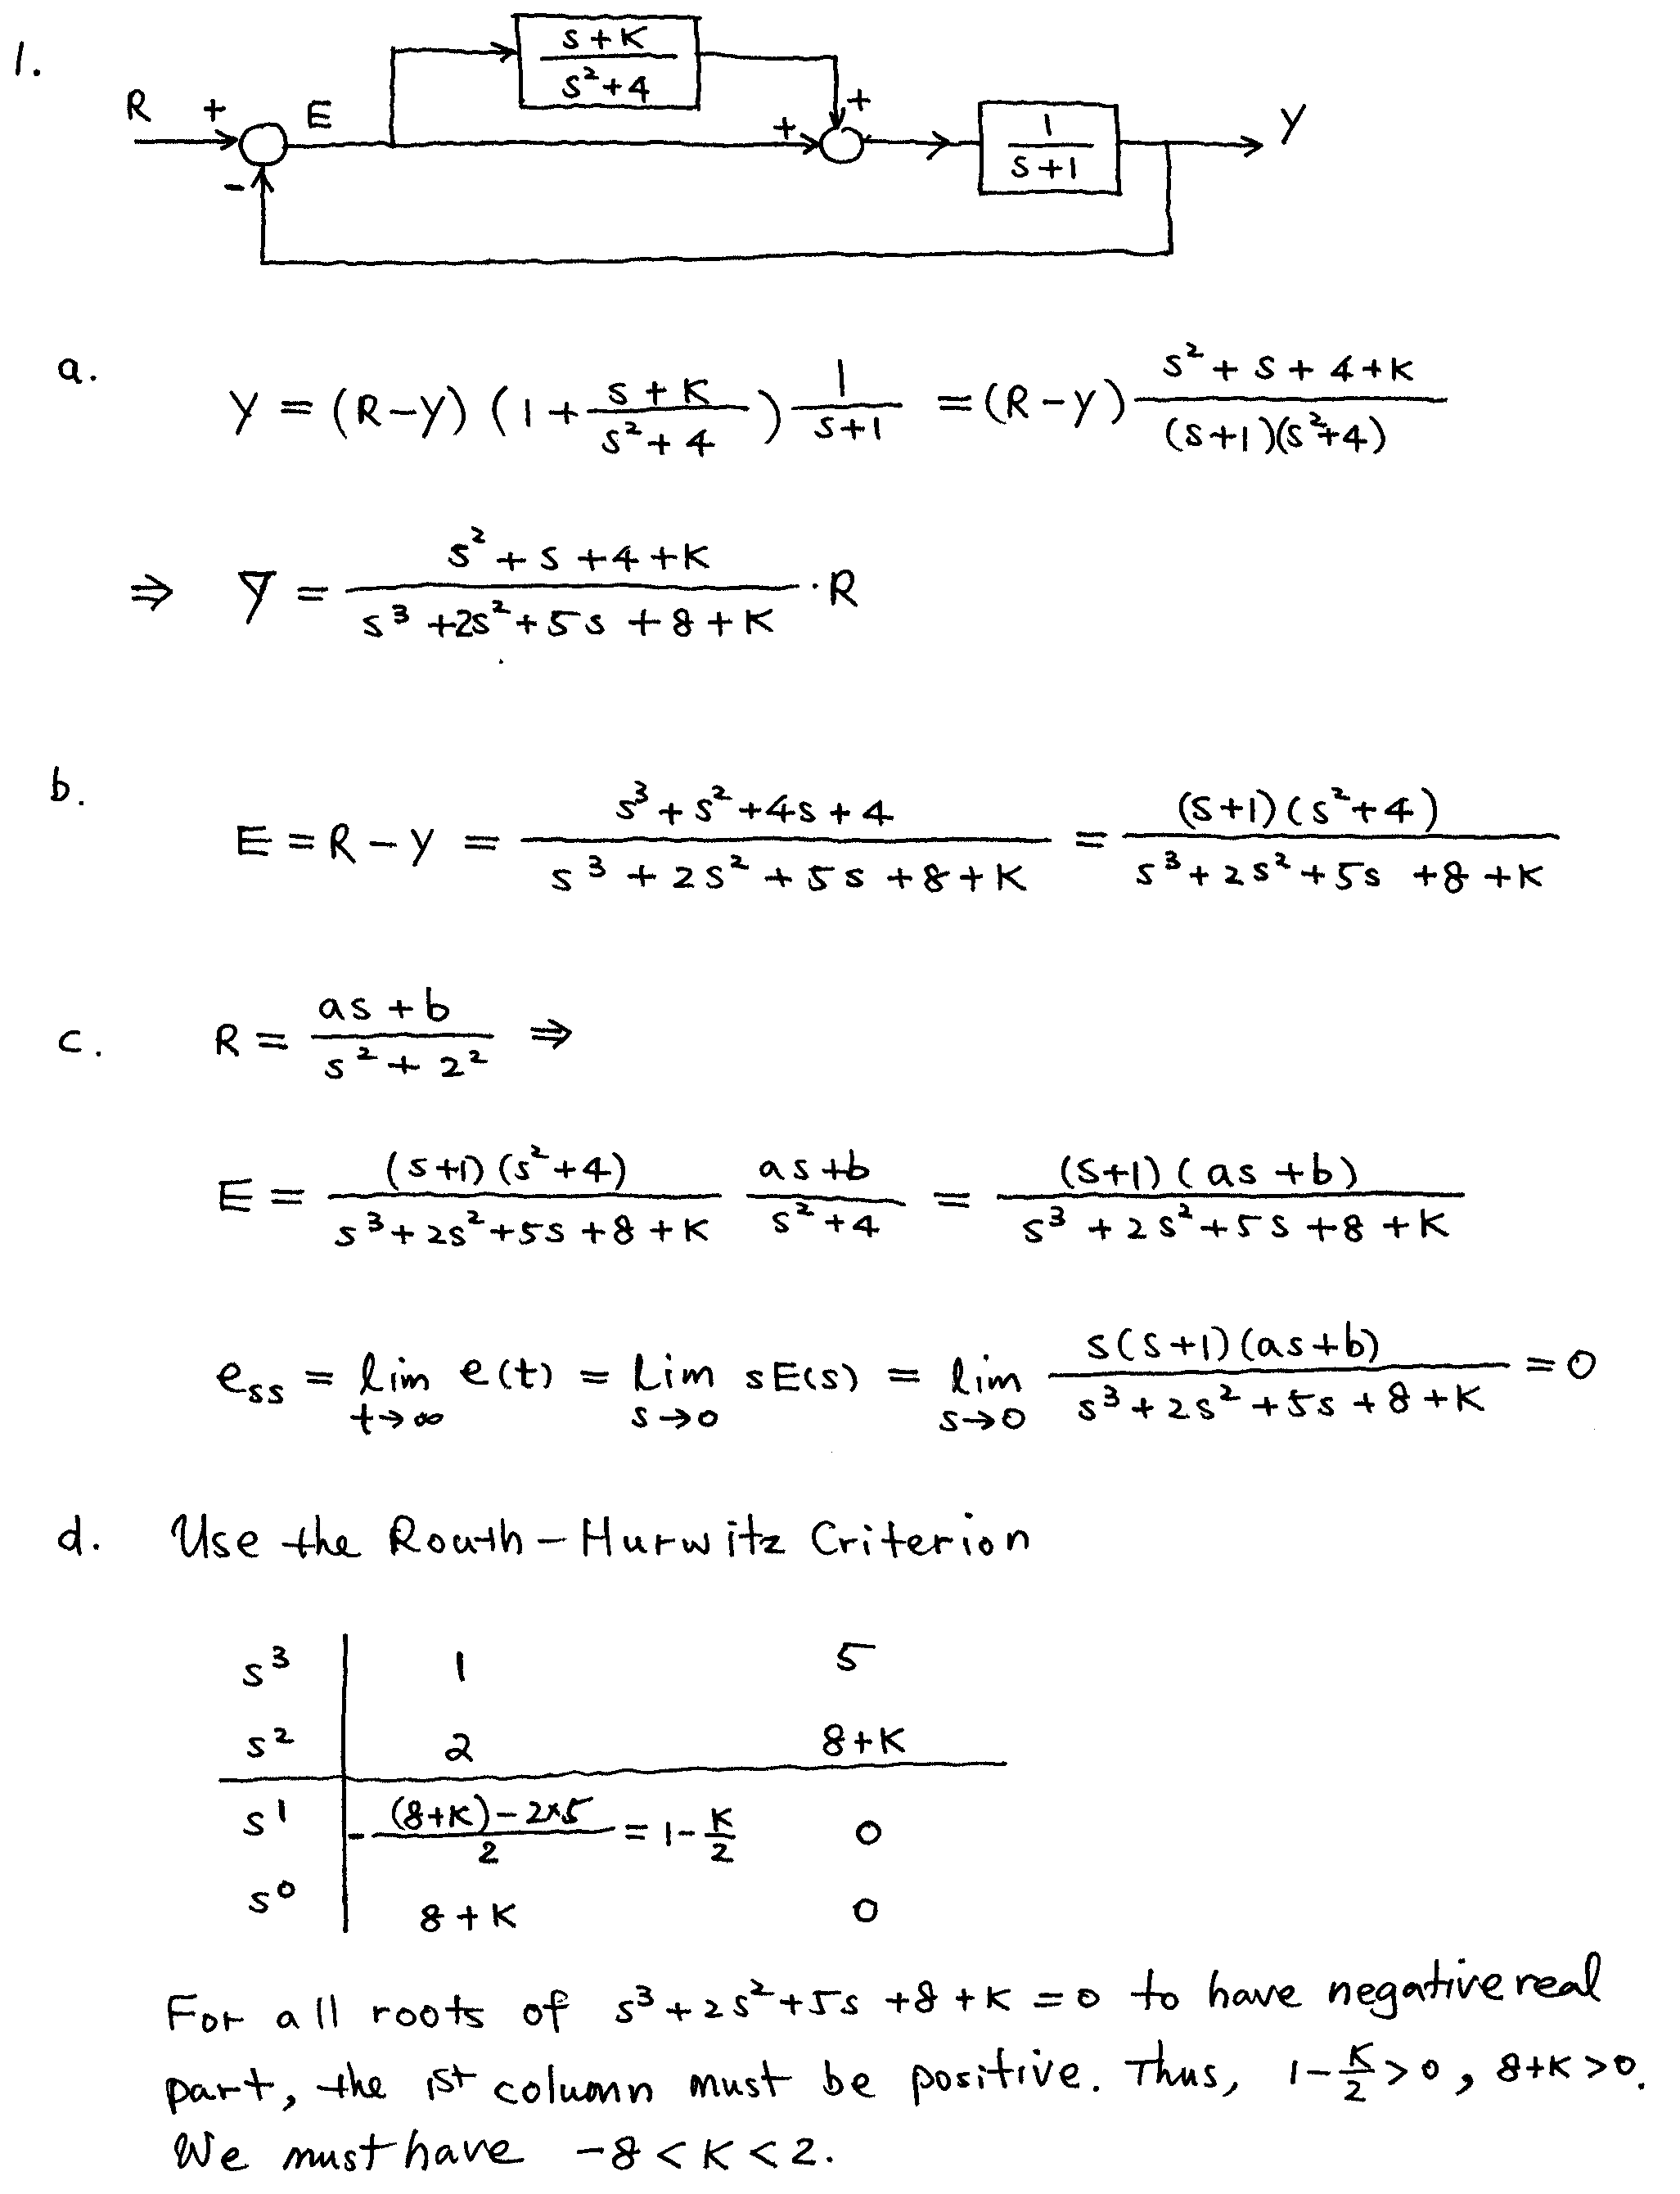 1.
s+K
s²+4
R + E + + 1 Y
- s+1
a. Y = (R-Y) (1 + (s+K)/(s²+4)) 1/(s+1) = (R-Y) (s²+s+4+K)/((s+1)(s²+4))
⇒ Y = (s²+s+4+K)/(s³+2s²+5s+8+K) · R
b. E = R-Y = (s³+s²+4s+4)/(s³+2s²+5s+8+K) = ((s+1)(s²+4))/(s³+2s²+5s+8+K)
c. R = (as+b)/(s²+2²) ⇒
E = ((s+1)(s²+4))/(s³+2s²+5s+8+K) (as+b)/(s²+4) = ((s+1)(as+b))/(s³+2s²+5s+8+K)
e_ss = lim_{t→∞} e(t) = lim_{s→0} sE(s) = lim_{s→0} (s(s+1)(as+b))/(s³+2s²+5s+8+K) = 0
d. Use the Routh-Hurwitz Criterion
s³ 1 5
s² 2 8+K
s¹ -((8+K)-2×5)/2 = 1-K/2 0
s⁰ 8+K 0
For all roots of s³+2s²+5s+8+K=0 to have negative real
part, the 1st column must be positive. Thus, 1-K/2>0, 8+K>0.
We must have -8<K<2.